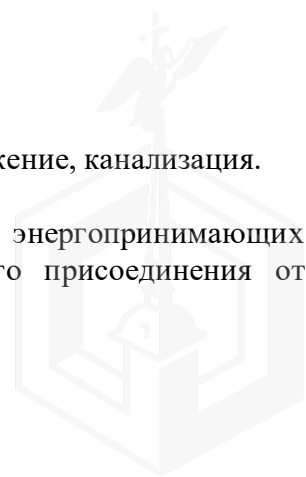 жение, канализация.
энергопринимающих
го присоединения от